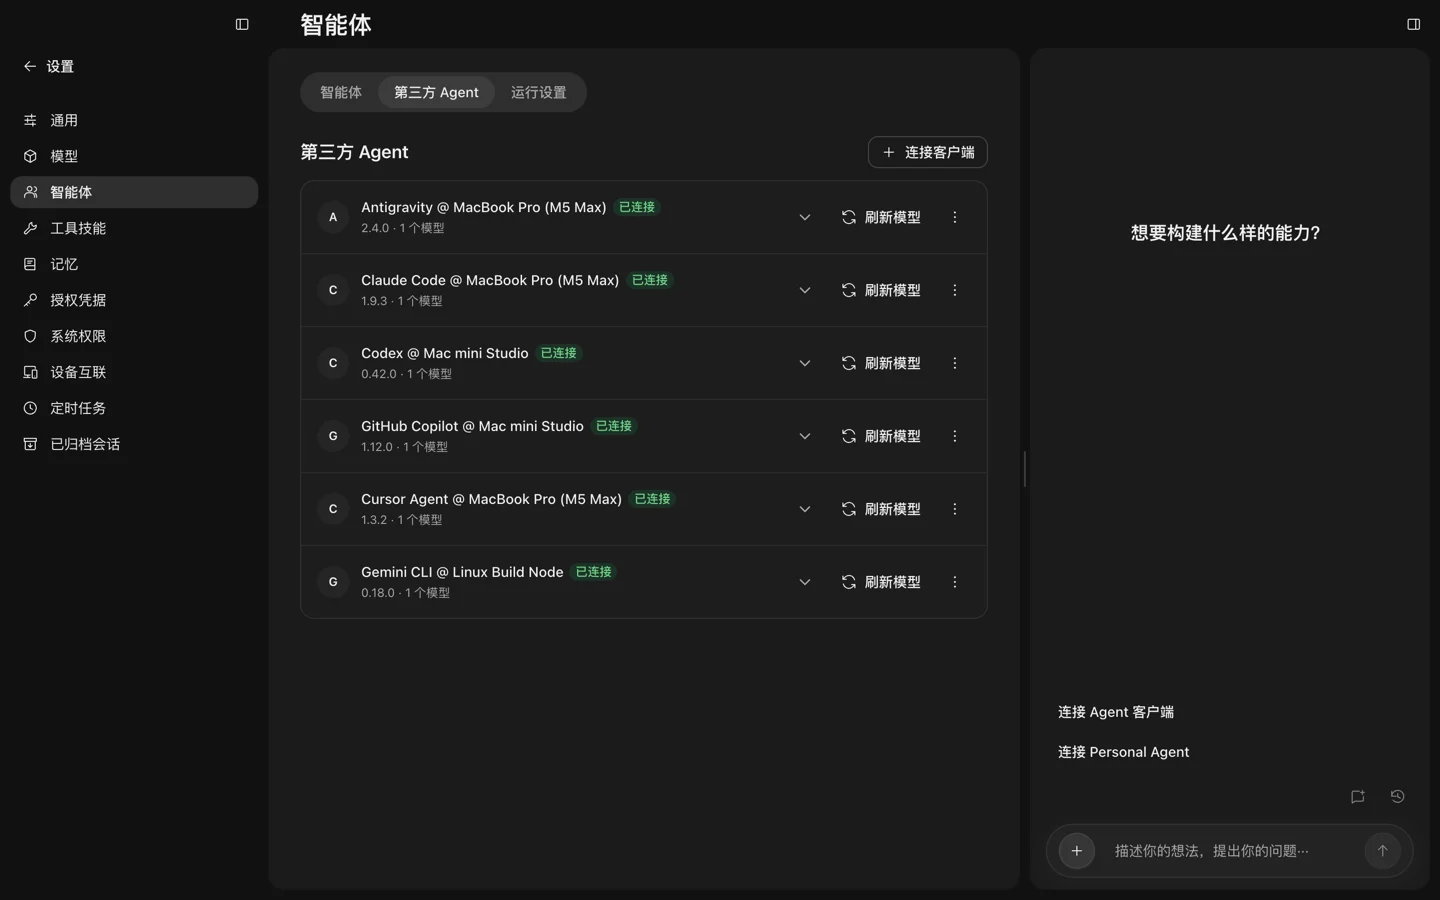 智能体
设置
通用
模型
智能体
工具技能
记忆
授权凭据
系统权限
设备互联
定时任务
已归档会话
智能体 第三方 Agent 运行设置
第三方 Agent
连接客户端
A
Antigravity @ MacBook Pro (M5 Max) 已连接
2.4.0 · 1 个模型
刷新模型
C
Claude Code @ MacBook Pro (M5 Max) 已连接
1.9.3 · 1 个模型
刷新模型
C
Codex @ Mac mini Studio 已连接
0.42.0 · 1 个模型
刷新模型
G
GitHub Copilot @ Mac mini Studio 已连接
1.12.0 · 1 个模型
刷新模型
C
Cursor Agent @ MacBook Pro (M5 Max) 已连接
1.3.2 · 1 个模型
刷新模型
G
Gemini CLI @ Linux Build Node 已连接
0.18.0 · 1 个模型
刷新模型
想要构建什么样的能力?
连接 Agent 客户端
连接 Personal Agent
描述你的想法，提出你的问题···